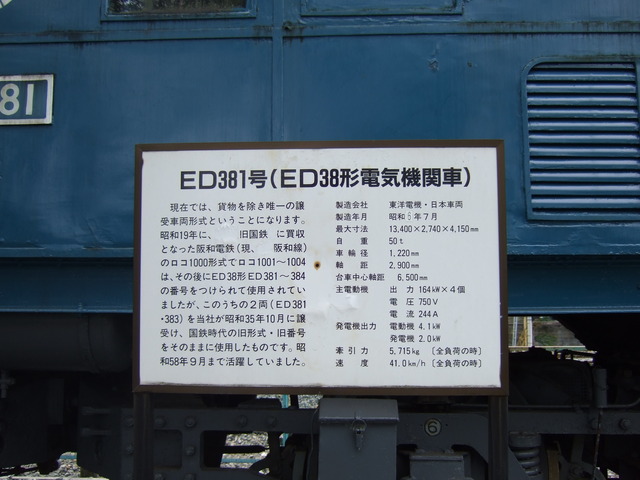 81
ED381号(ED38形電気機関車)
現在では、貨物を除き唯一の譲
受車両形式ということになります。
昭和19年に、 旧国鉄 に買収
となった阪和電鉄(現、 阪和線)
のロコ1000形式でロコ1001～1004
は、その後にED38形ED381～384
の番号をつけられて使用されてい
ましたが、このうちの2両(ED381
・383)を当社が昭和35年10月に譲
受け、国鉄時代の旧形式・旧番号
をそのままに使用したものです。昭
和58年9月まで活躍していました。
製造会社 東洋電機・日本車両
製造年月 昭和5年7月
最大寸法 13,400×2,740×4,150㎜
自重 50t
車輪径 1,220㎜
軸距 2,900㎜
台車中心軸距 6,500㎜
主電動機 出力 164kW×4個
電圧 750V
電流 244A
発電機出力 電動機 4.1kW
発電機 2.0kW
牽引力 5,715kg 〔全負荷の時〕
速度 41.0km/h 〔全負荷の時〕
6